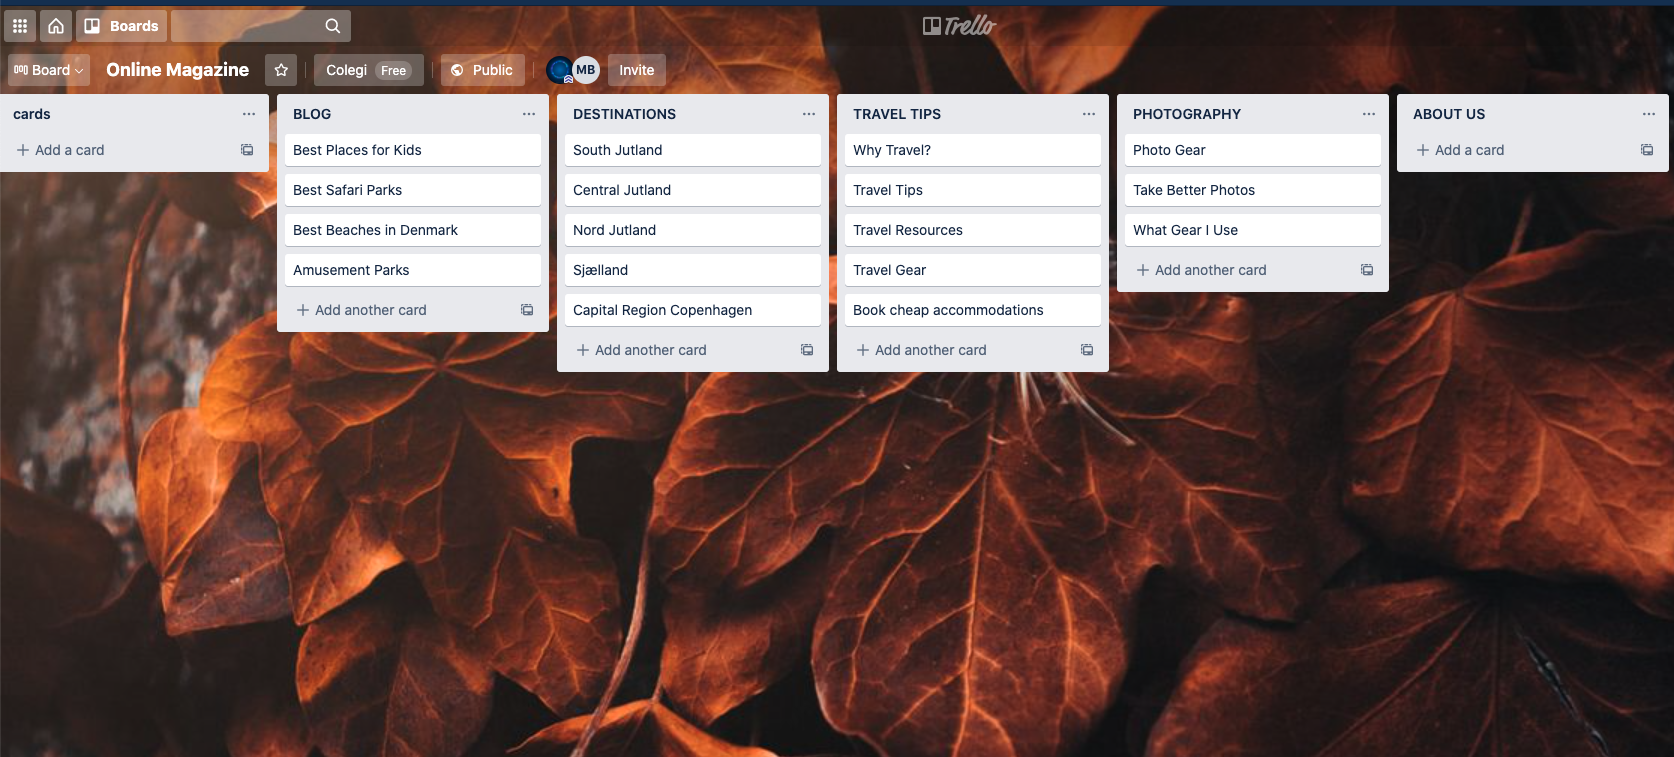 Boards
Trello
Board
Online Magazine
Colegi Free
Public
MB
Invite
cards
Add a card
BLOG
Best Places for Kids
Best Safari Parks
Best Beaches in Denmark
Amusement Parks
Add another card
DESTINATIONS
South Jutland
Central Jutland
Nord Jutland
Sjælland
Capital Region Copenhagen
Add another card
TRAVEL TIPS
Why Travel?
Travel Tips
Travel Resources
Travel Gear
Book cheap accommodations
Add another card
PHOTOGRAPHY
Photo Gear
Take Better Photos
What Gear I Use
Add another card
ABOUT US
Add a card